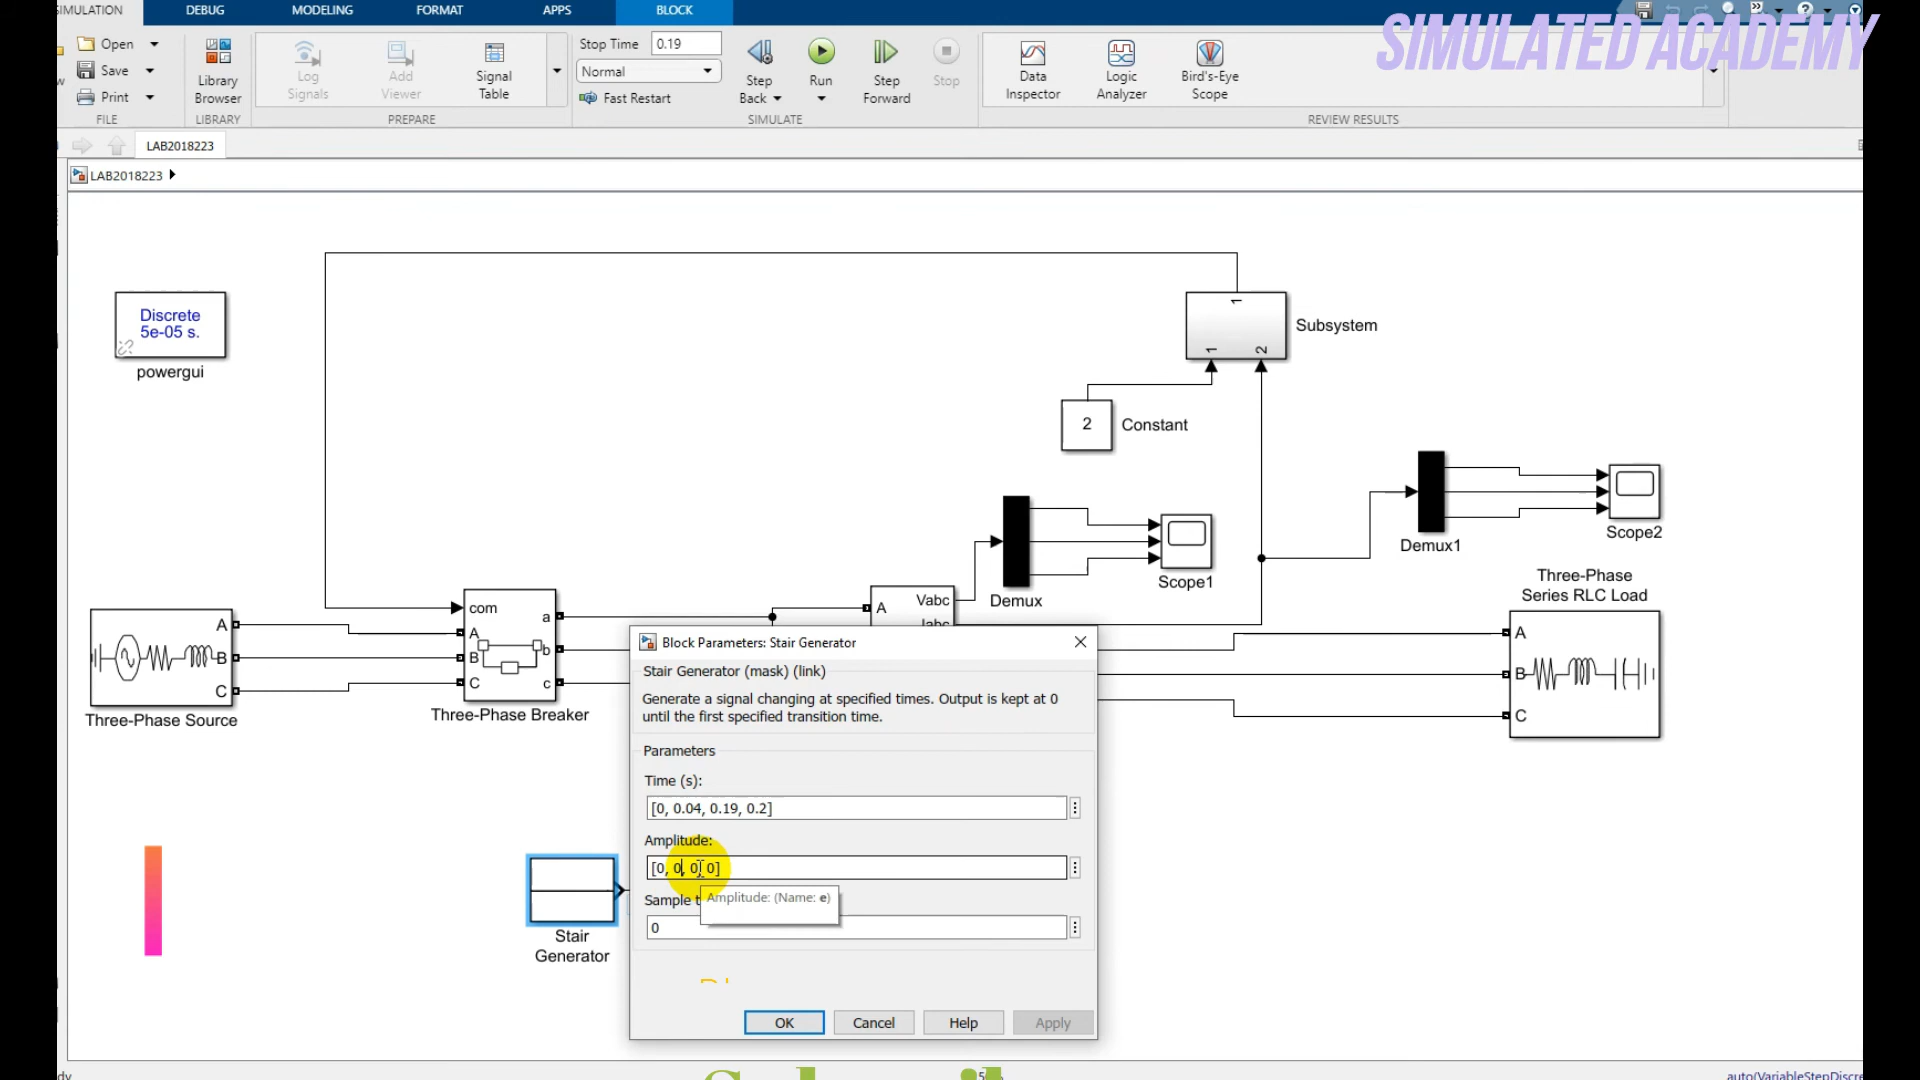 SIMULATION DEBUG MODELING FORMAT APPS BLOCK
SIMULATED ACADEMY
Open
Save
Print
FILE
Library
Browser
LIBRARY
Log
Signals
Add
Viewer
Signal
Table
PREPARE
Stop Time 0.19
Normal
Fast Restart
Step
Back
Run
Step
Forward
Stop
SIMULATE
Data
Inspector
Logic
Analyzer
Bird's-Eye
Scope
REVIEW RESULTS
LAB2018223
LAB2018223
Discrete
5e-05 s.
powergui
1
1
2
Subsystem
2
Constant
Demux
Scope1
Demux1
Scope2
A
B
C
Three-Phase Source
com
A
B
C
a
b
c
Three-Phase Breaker
A
Vabc
Iabc
Three-Phase
Series RLC Load
A
B
C
Block Parameters: Stair Generator
Stair Generator (mask) (link)
Generate a signal changing at specified times. Output is kept at 0
until the first specified transition time.
Parameters
Time (s):
[0, 0.04, 0.19, 0.2]
Amplitude:
[0, 0, 0, 0]
Sample t
Amplitude: (Name: e)
0
OK Cancel Help Apply
Stair
Generator
auto(VariableStepDiscre